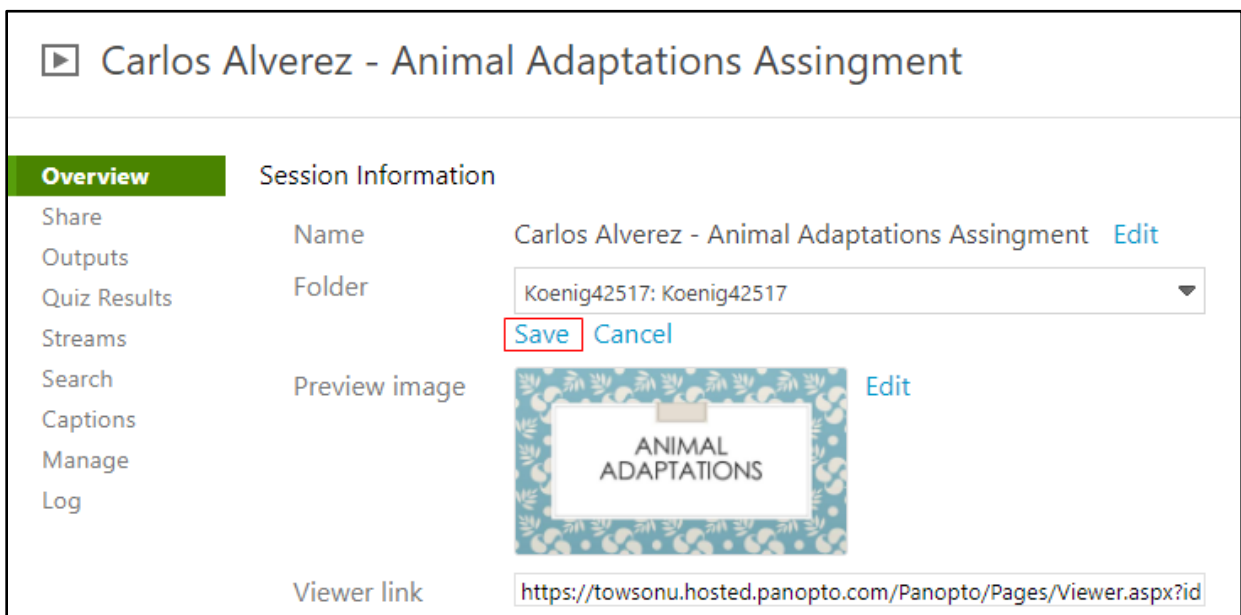 Carlos Alverez - Animal Adaptations Assingment
Overview
Share
Outputs
Quiz Results
Streams
Search
Captions
Manage
Log
Session Information
Name Carlos Alverez - Animal Adaptations Assingment Edit
Folder Koenig42517: Koenig42517
Save Cancel
Preview image Edit
ANIMAL
ADAPTATIONS
Viewer link https://towsonu.hosted.panopto.com/Panopto/Pages/Viewer.aspx?id